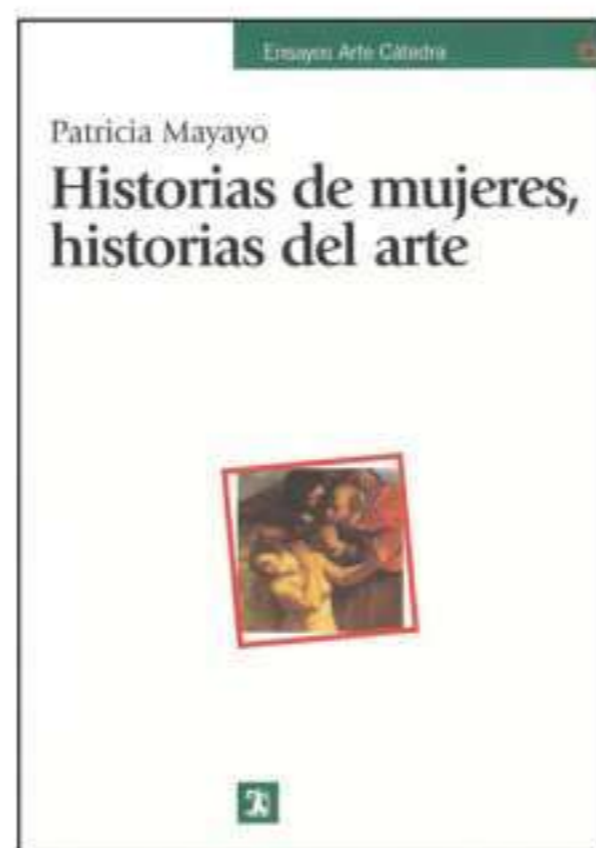 Ensayos Arte Cátedra
Patricia Mayayo
Historias de mujeres,
historias del arte